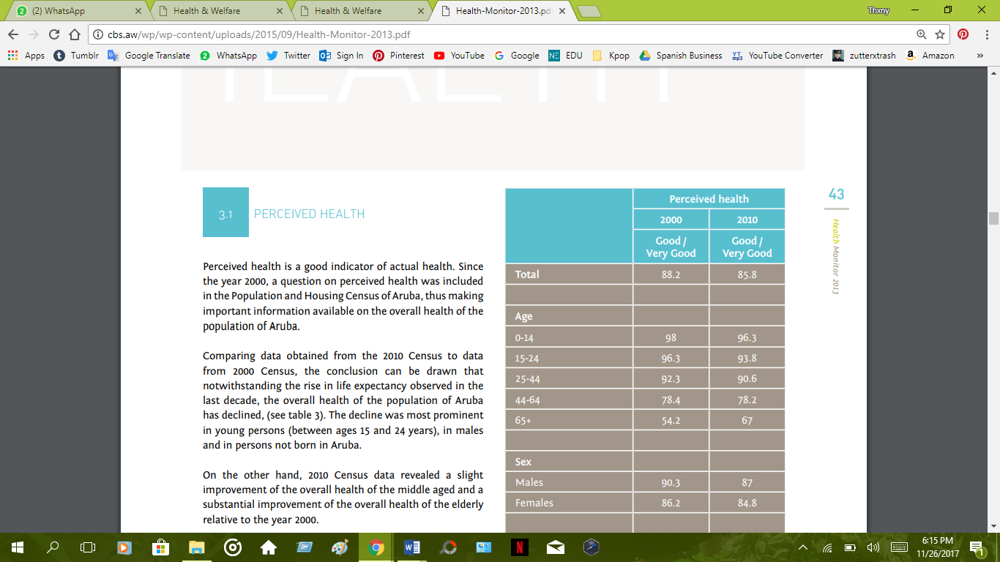 (2) WhatsApp
Health & Welfare
Health & Welfare
Health-Monitor-2013.pd
Thxny
cbs.aw/wp/wp-content/uploads/2015/09/Health-Monitor-2013.pdf
Apps Tumblr Google Translate 2 WhatsApp Twitter Sign In Pinterest YouTube Google NE EDU Kpop Spanish Business YT mp3 YouTube Converter zutterxtrash a Amazon »
HEALTH
3.1 PERCEIVED HEALTH
Perceived health is a good indicator of actual health. Since
the year 2000, a question on perceived health was included
in the Population and Housing Census of Aruba, thus making
important information available on the overall health of the
population of Aruba.
Comparing data obtained from the 2010 Census to data
from 2000 Census, the conclusion can be drawn that
notwithstanding the rise in life expectancy observed in the
last decade, the overall health of the population of Aruba
has declined, (see table 3). The decline was most prominent
in young persons (between ages 15 and 24 years), in males
and in persons not born in Aruba.
On the other hand, 2010 Census data revealed a slight
improvement of the overall health of the middle aged and a
substantial improvement of the overall health of the elderly
relative to the year 2000.
Perceived health
2000 2010
Good / Good /
Very Good Very Good
Total 88.2 85.8
Age
0-14 98 96.3
15-24 96.3 93.8
25-44 92.3 90.6
44-64 78.4 78.2
65+ 54.2 67
Sex
Males 90.3 87
Females 86.2 84.8
43
Health Monitor 2013
6:15 PM
11/26/2017
1